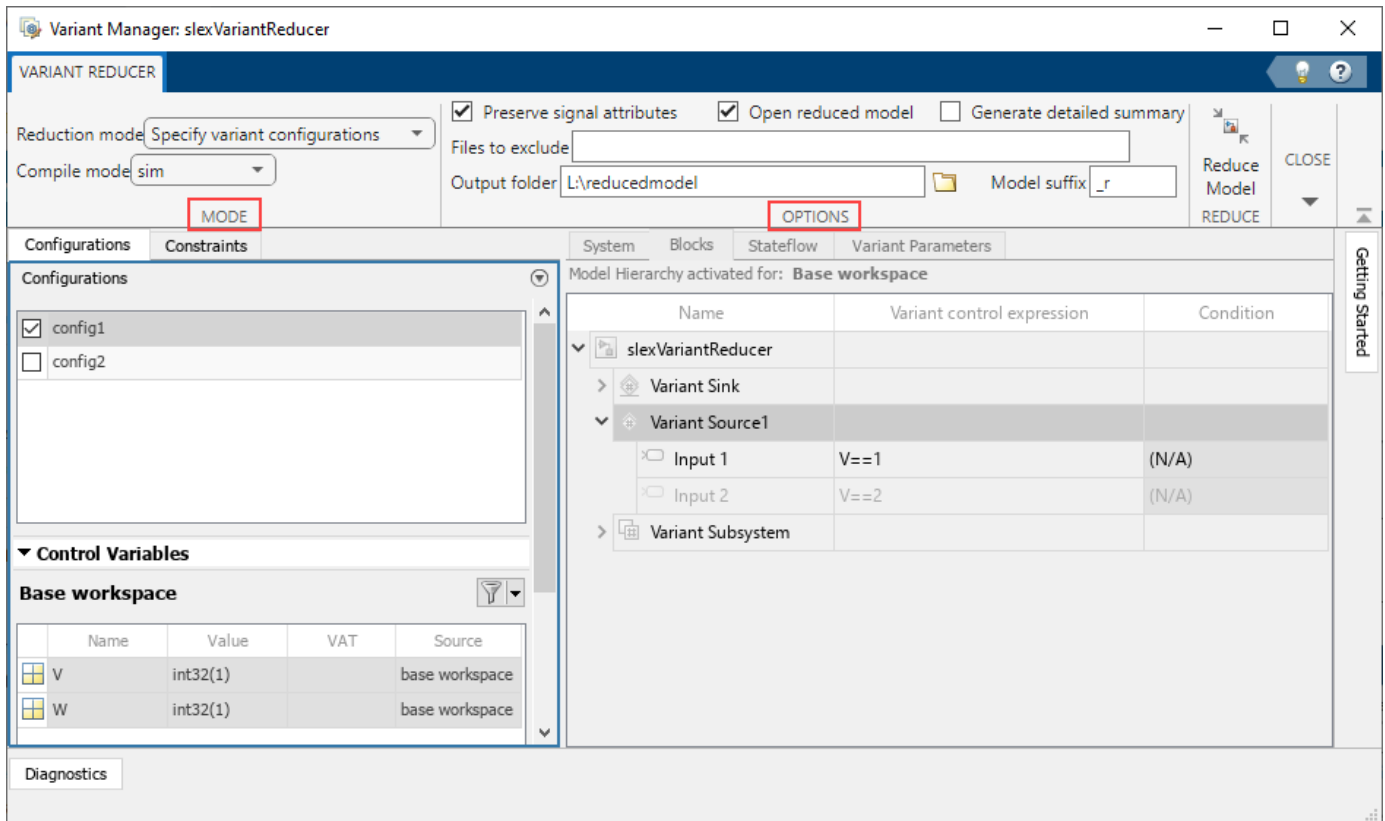 Variant Manager: slexVariantReducer
VARIANT REDUCER
Reduction mode Specify variant configurations
Compile mode sim
MODE
Preserve signal attributes Open reduced model Generate detailed summary
Files to exclude
Output folder L:\reducedmodel Model suffix _r
OPTIONS
Reduce
Model
REDUCE
CLOSE
Configurations Constraints
Configurations
config1
config2
Control Variables
Base workspace
Name Value VAT Source
V int32(1) base workspace
W int32(1) base workspace
System Blocks Stateflow Variant Parameters
Model Hierarchy activated for: Base workspace
Name Variant control expression Condition
slexVariantReducer
Variant Sink
Variant Source1
Input 1 V==1 (N/A)
Input 2 V==2 (N/A)
Variant Subsystem
Getting Started
Diagnostics